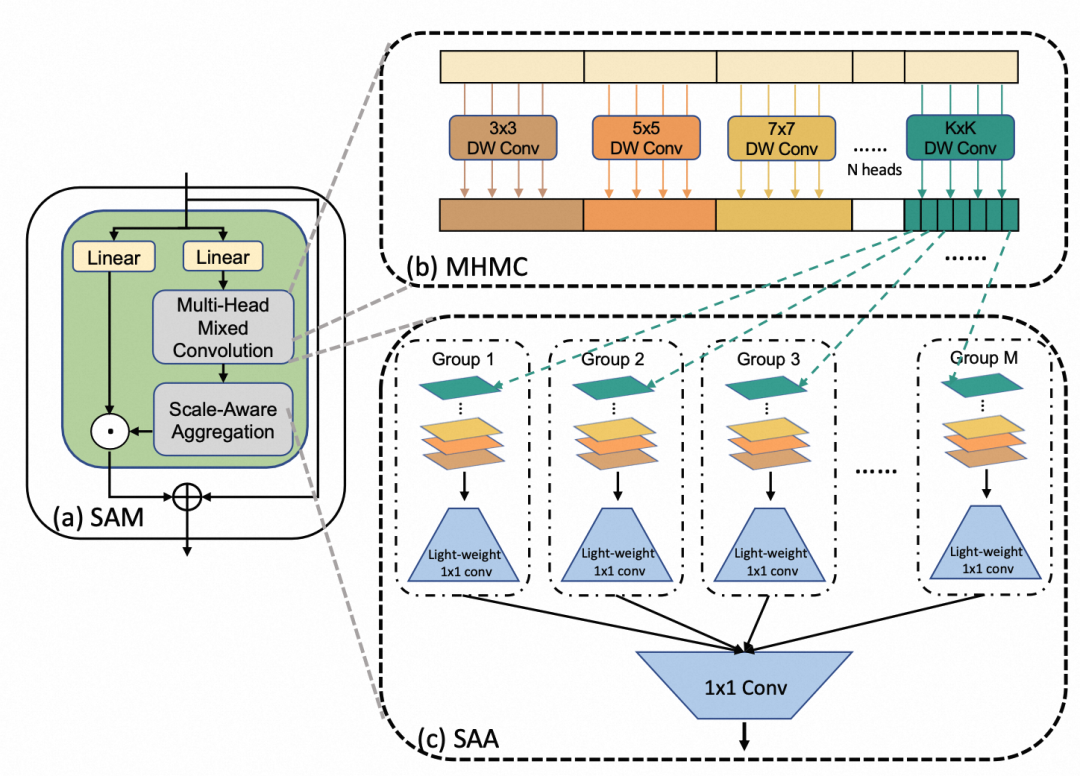 Linear
Linear
Multi-Head
Mixed
Convolution
Scale-Aware
Aggregation
(a) SAM
3x3
DW Conv
5x5
DW Conv
7x7
DW Conv
......
N heads
KxK
DW Conv
......
(b) MHMC
Group 1
Group 2
Group 3
Group M
......
Light-weight
1x1 conv
Light-weight
1x1 conv
Light-weight
1x1 conv
Light-weight
1x1 conv
1x1 Conv
(c) SAA